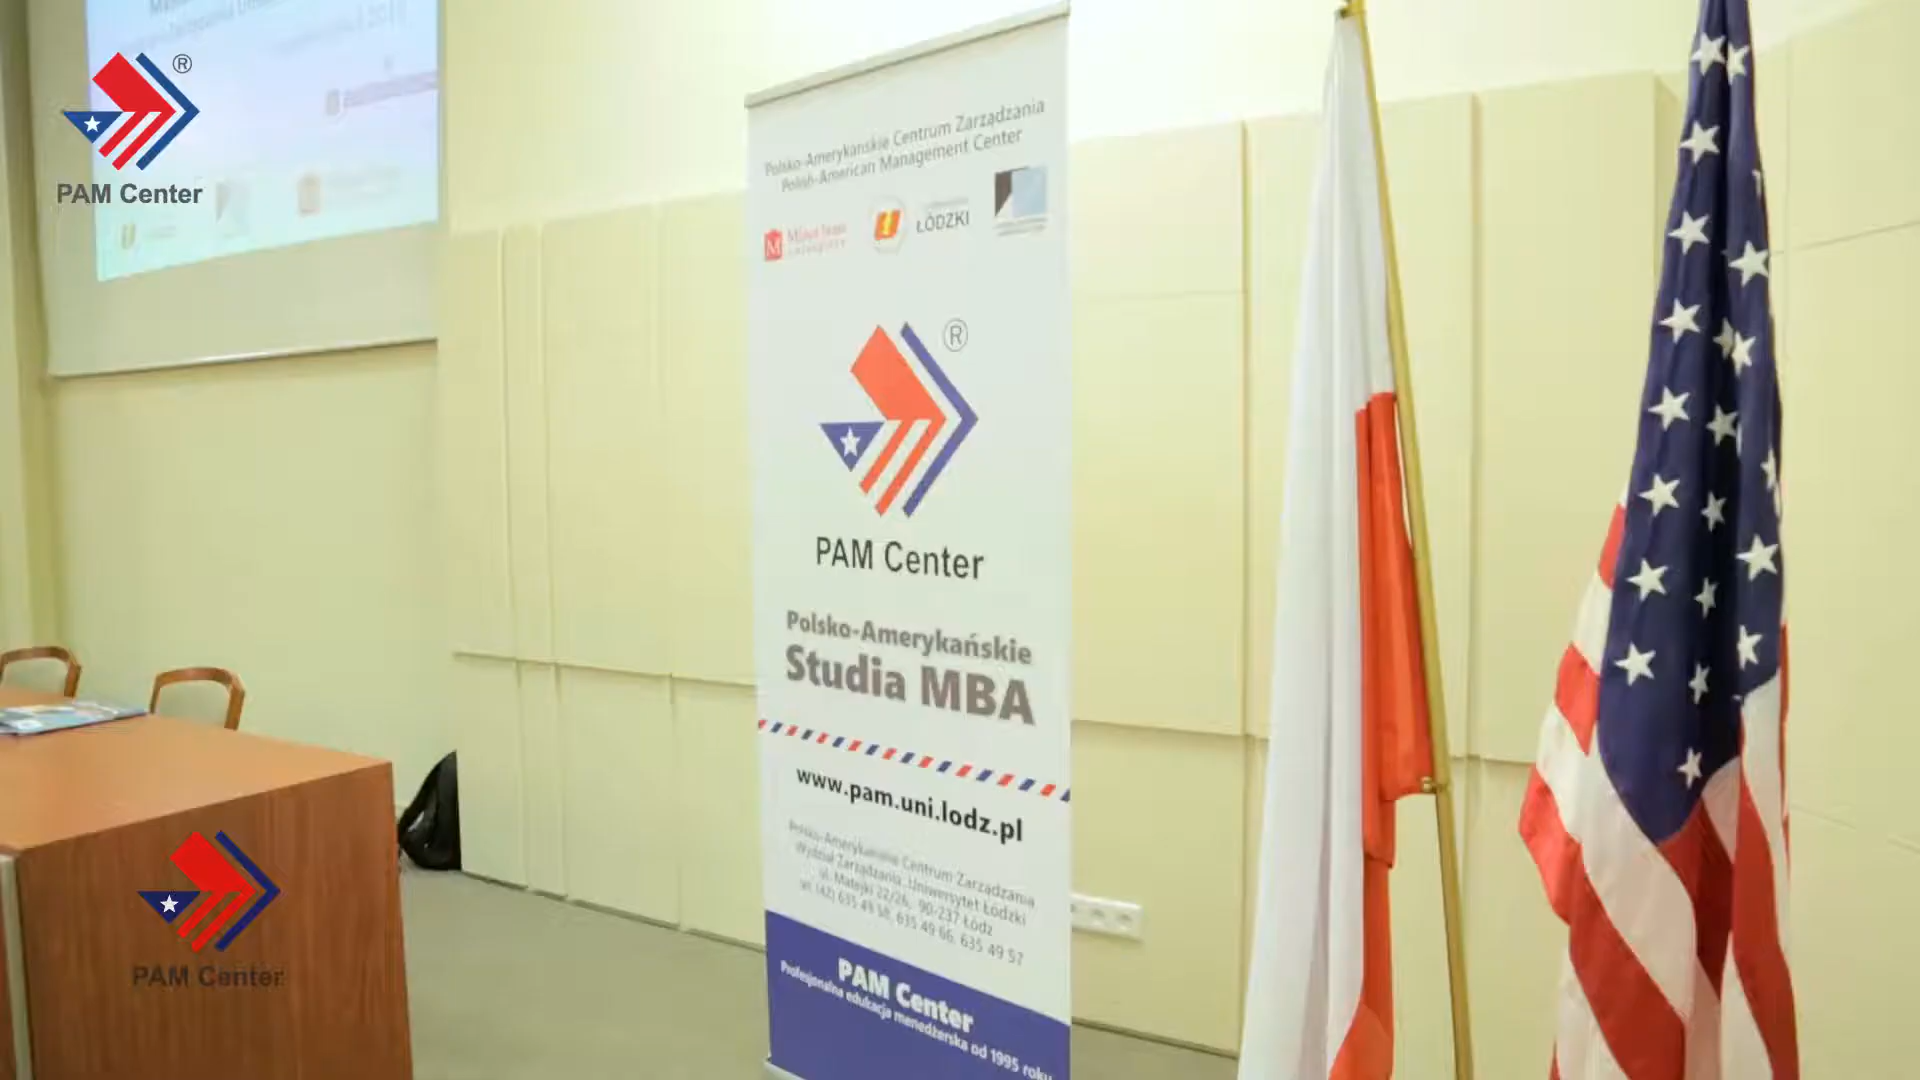 ®
PAM Center
Polsko-Amerykańskie Centrum Zarządzania
Polish-American Management Center
ŁÓDZKI
®
PAM Center
Polsko-Amerykańskie
Studia MBA
www.pam.uni.lodz.pl
Polsko-Amerykańskie Centrum Zarządzania
Wydział Zarządzania, Uniwersytet Łódzki
ul. Matejki 22/26, 90-237 Łódź
tel. (42) 635 49 58, 635 49 66, 635 49 57
PAM Center
Profesjonalna edukacja menedżerska od 1995 roku
PAM Center